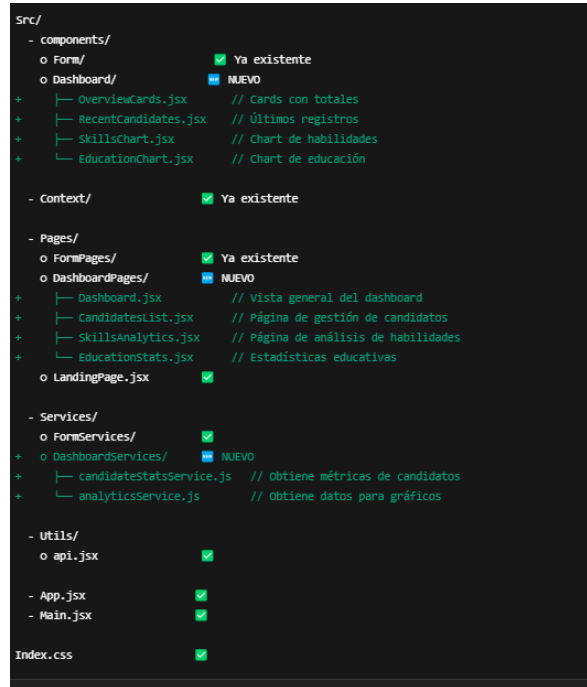 Src/
- components/
o Form/ ✅ Ya existente
o Dashboard/ 🆕 NUEVO
+ ├── OverviewCards.jsx // Cards con totales
+ ├── RecentCandidates.jsx // Últimos registros
+ ├── SkillsChart.jsx // Chart de habilidades
+ └── EducationChart.jsx // Chart de educación
- Context/ ✅ Ya existente
- Pages/
o FormPages/ ✅ Ya existente
o DashboardPages/ 🆕 NUEVO
+ ├── Dashboard.jsx // Vista general del dashboard
+ ├── CandidatesList.jsx // Página de gestión de candidatos
+ ├── SkillsAnalytics.jsx // Página de análisis de habilidades
+ └── EducationStats.jsx // Estadísticas educativas
o LandingPage.jsx ✅
- Services/
o FormServices/ ✅
+ o DashboardServices/ 🆕 NUEVO
+ ├── candidateStatsService.js // Obtiene métricas de candidatos
+ └── analyticsService.js // Obtiene datos para gráficos
- Utils/
o api.jsx ✅
- App.jsx ✅
- Main.jsx ✅
Index.css ✅